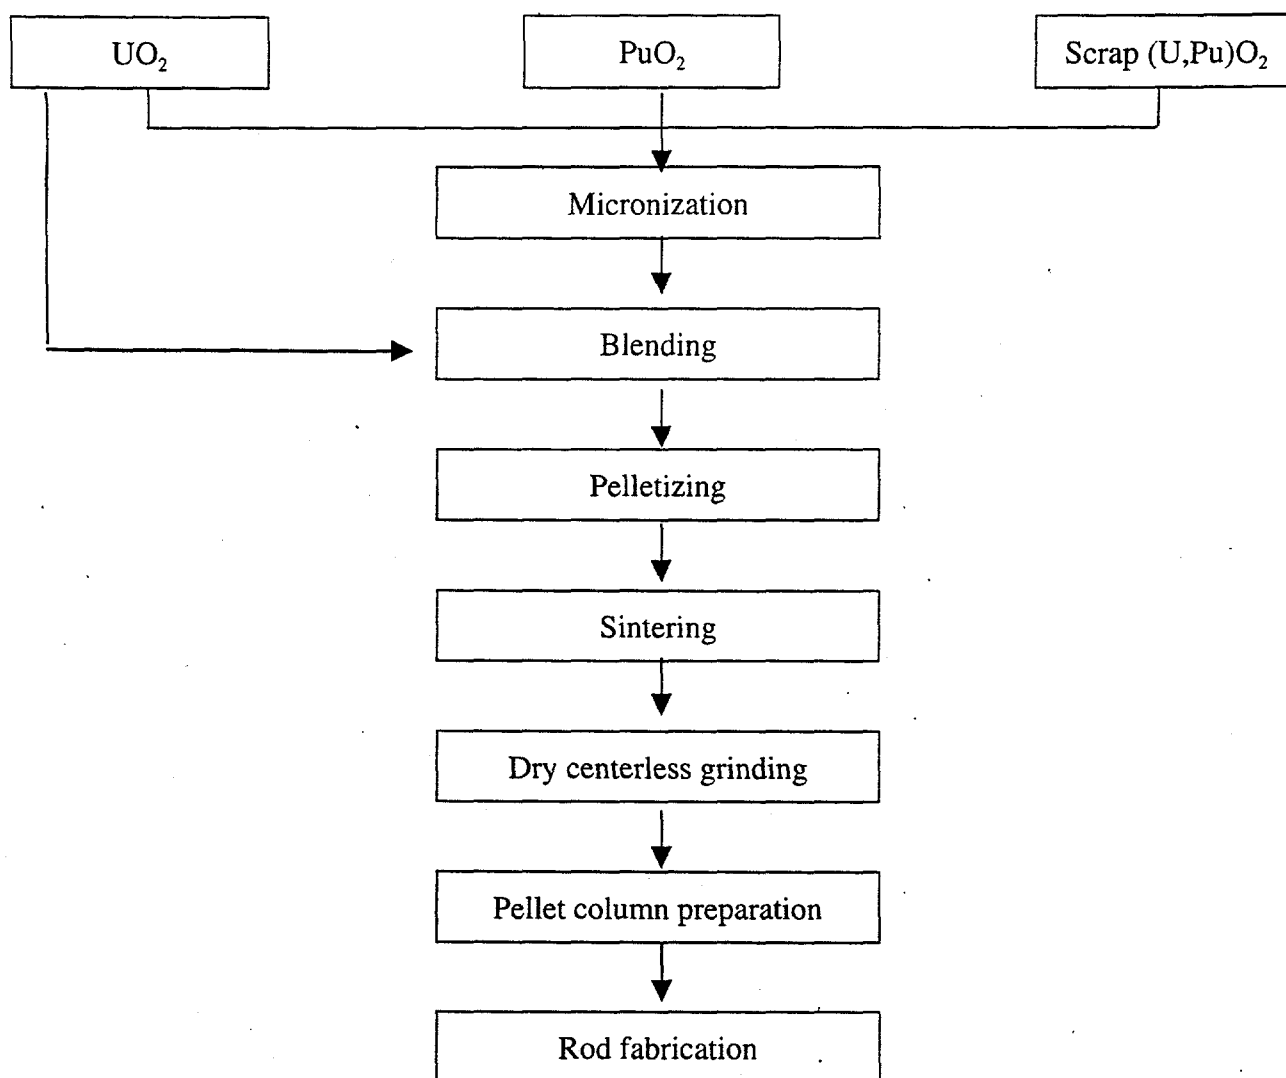 UO₂
PuO₂
Scrap (U,Pu)O₂
Micronization
Blending
Pelletizing
Sintering
Dry centerless grinding
Pellet column preparation
Rod fabrication